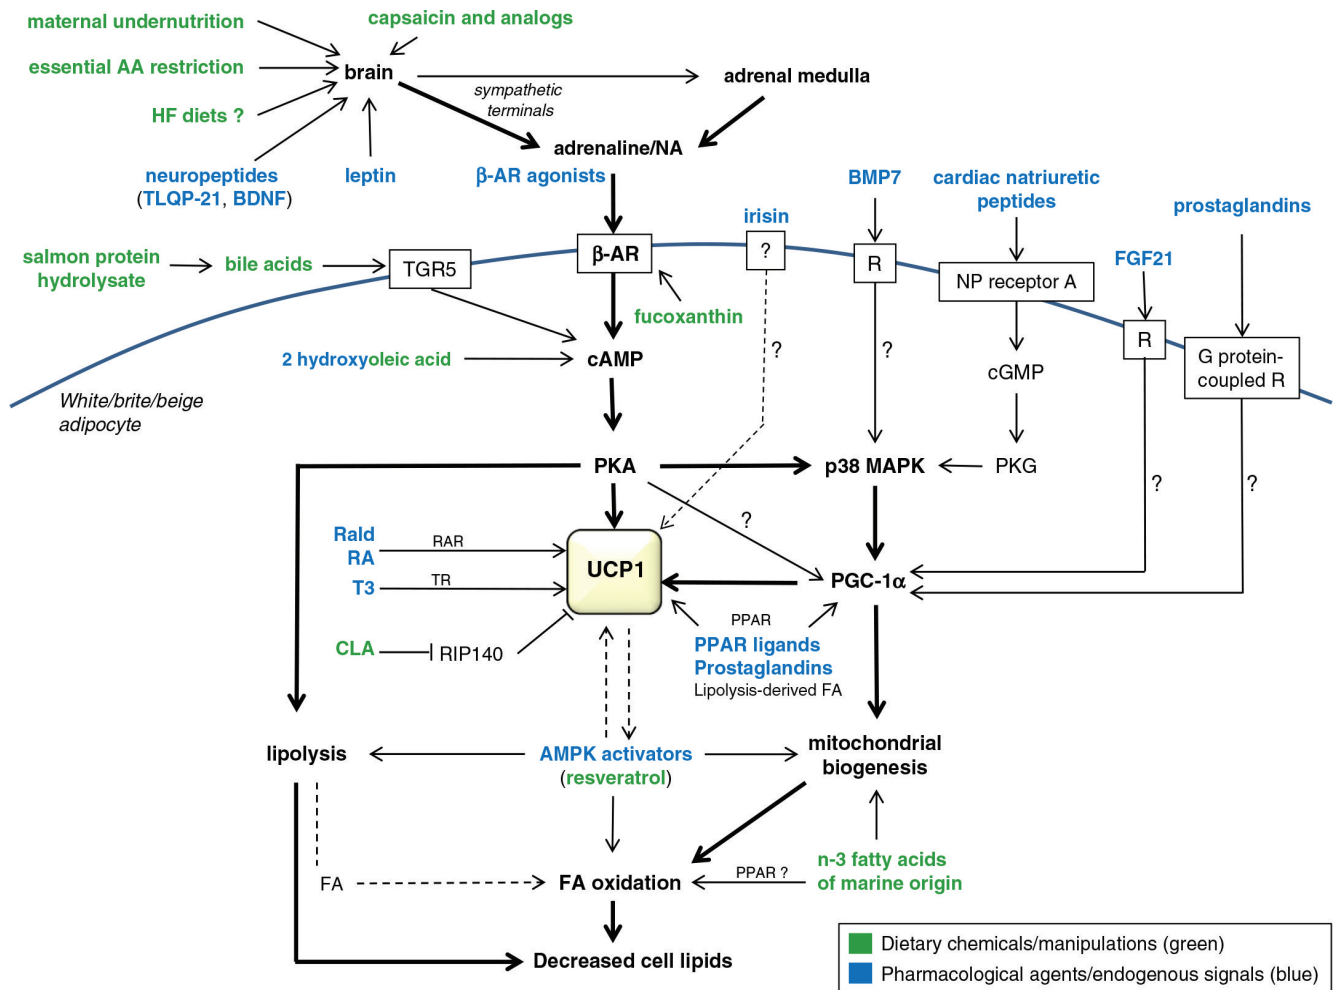 maternal undernutrition
capsaicin and analogs
essential AA restriction
brain
adrenal medulla
sympathetic
terminals
HF diets ?
adrenaline/NA
neuropeptides
(TLQP-21, BDNF)
leptin
β-AR agonists
BMP7
cardiac natriuretic
peptides
prostaglandins
irisin
salmon protein
hydrolysate
bile acids
TGR5
β-AR
?
R
NP receptor A
FGF21
fucoxanthin
R
G protein-
coupled R
2 hydroxyoleic acid
cAMP
?
?
cGMP
White/brite/beige
adipocyte
PKA
p38 MAPK
PKG
?
?
?
Rald
RA
RAR
UCP1
T3
TR
PGC-1α
PPAR
CLA
RIP140
PPAR ligands
Prostaglandins
Lipolysis-derived FA
lipolysis
AMPK activators
(resveratrol)
mitochondrial
biogenesis
FA
FA oxidation
PPAR ?
n-3 fatty acids
of marine origin
Decreased cell lipids
Dietary chemicals/manipulations (green)
Pharmacological agents/endogenous signals (blue)